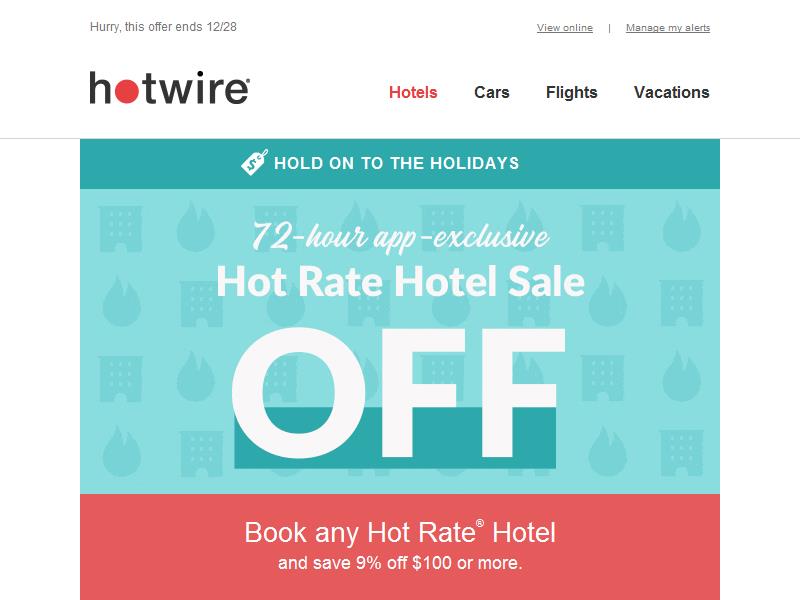 Hurry, this offer ends 12/28
View online | Manage my alerts
hotwire®
Hotels Cars Flights Vacations
HOLD ON TO THE HOLIDAYS
72-hour app-exclusive
Hot Rate Hotel Sale
OFF
Book any Hot Rate® Hotel
and save 9% off $100 or more.